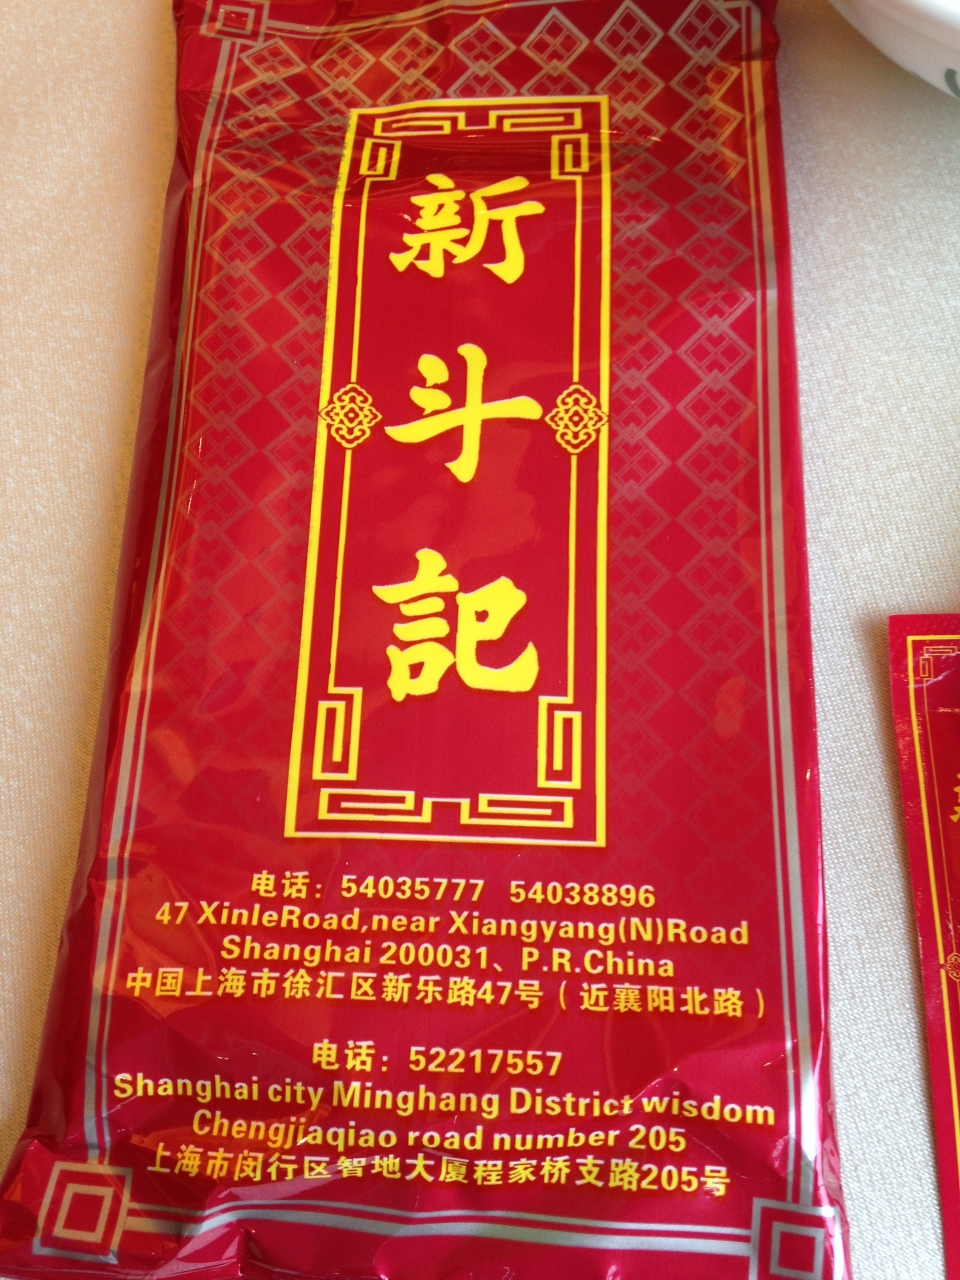 新斗記
电话：54035777 54038896
47 XinleRoad,near Xiangyang(N)Road
Shanghai 200031、P.R.China
中国上海市徐汇区新乐路47号（近襄阳北路）
电话：52217557
Shanghai city Minghang District wisdom
Chengjiaqiao road number 205
上海市闵行区智地大厦程家桥支路205号